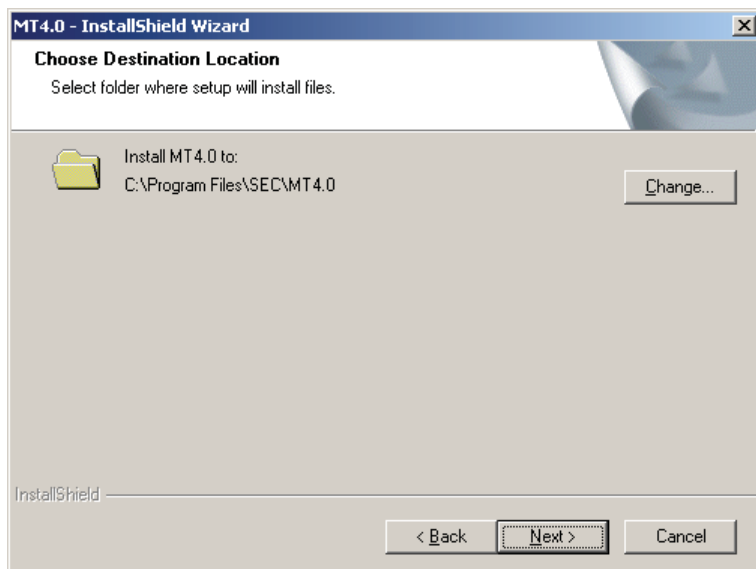 MT4.0 - InstallShield Wizard
Choose Destination Location
Select folder where setup will install files.
Install MT4.0 to:
C:\Program Files\SEC\MT4.0
Change...
InstallShield
< Back
Next >
Cancel